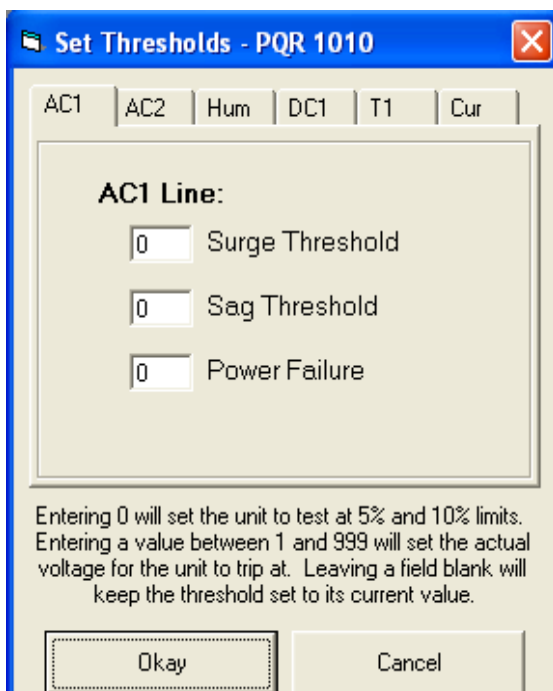 Set Thresholds - PQR 1010
AC1 AC2 Hum DC1 T1 Cur
AC1 Line:
0 Surge Threshold
0 Sag Threshold
0 Power Failure
Entering 0 will set the unit to test at 5% and 10% limits.
Entering a value between 1 and 999 will set the actual
voltage for the unit to trip at. Leaving a field blank will
keep the threshold set to its current value.
Okay Cancel